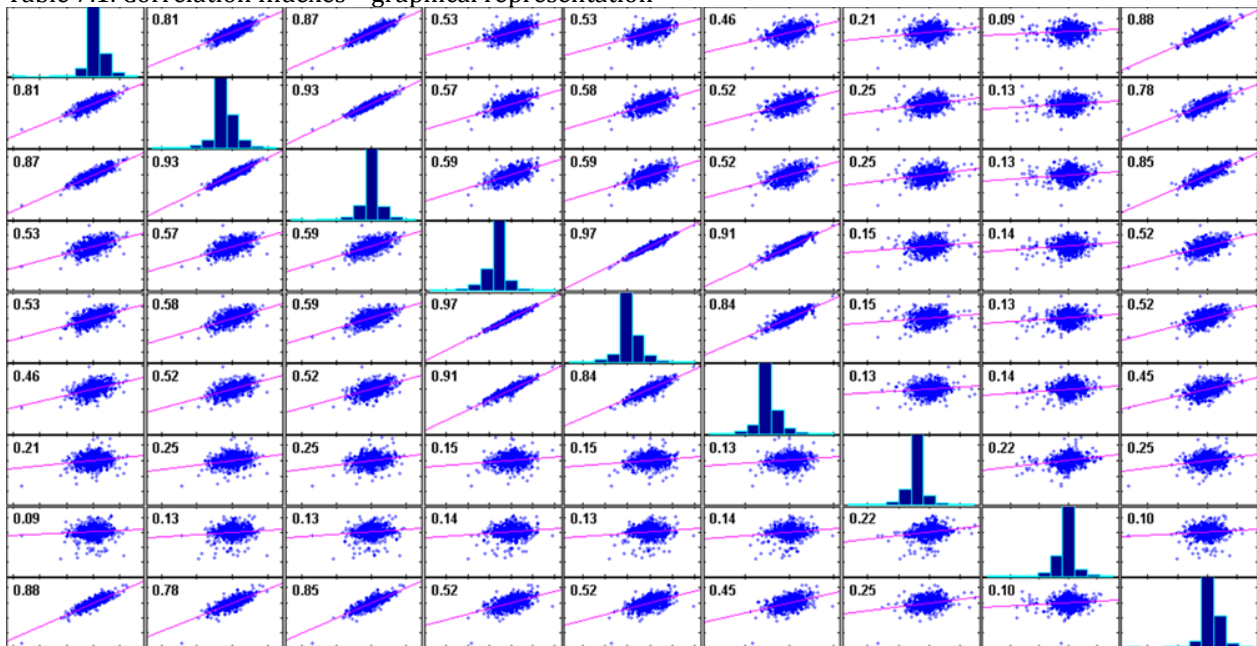 Table 7.1. Correlation indexes – graphical representation
0.81 0.87 0.53 0.53 0.46 0.21 0.09 0.88
0.81 0.93 0.57 0.58 0.52 0.25 0.13 0.78
0.87 0.93 0.59 0.59 0.52 0.25 0.13 0.85
0.53 0.57 0.59 0.97 0.91 0.15 0.14 0.52
0.53 0.58 0.59 0.97 0.84 0.15 0.13 0.52
0.46 0.52 0.52 0.91 0.84 0.13 0.14 0.45
0.21 0.25 0.25 0.15 0.15 0.13 0.22 0.25
0.09 0.13 0.13 0.14 0.13 0.14 0.22 0.10
0.88 0.78 0.85 0.52 0.52 0.45 0.25 0.10